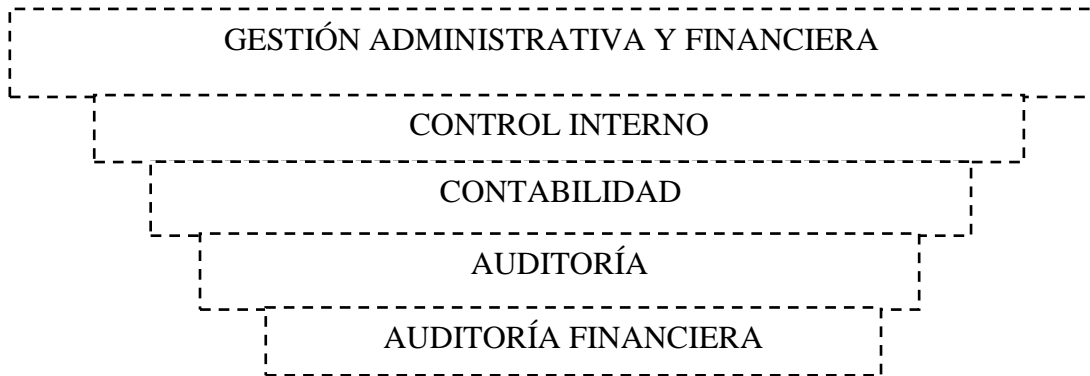 GESTIÓN ADMINISTRATIVA Y FINANCIERA
CONTROL INTERNO
CONTABILIDAD
AUDITORÍA
AUDITORÍA FINANCIERA